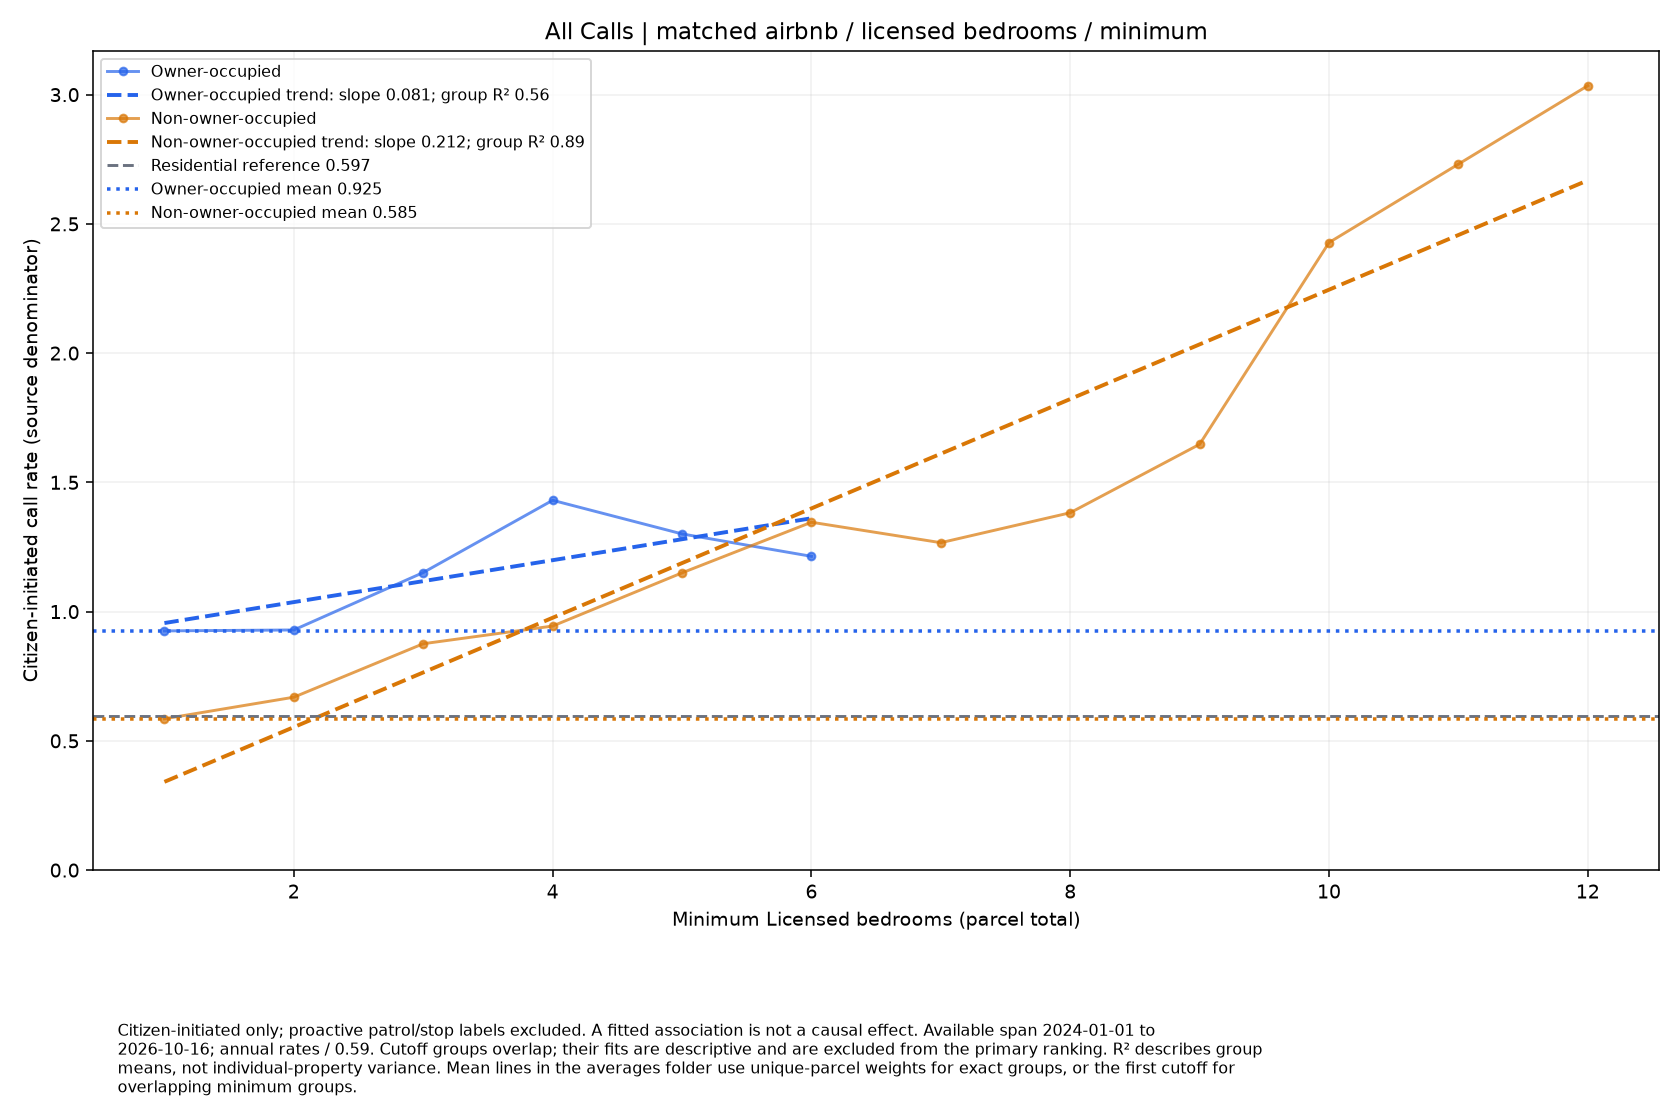 All Calls | matched airbnb / licensed bedrooms / minimum
Owner-occupied
Owner-occupied trend: slope 0.081; group R² 0.56
Non-owner-occupied
Non-owner-occupied trend: slope 0.212; group R² 0.89
Residential reference 0.597
Owner-occupied mean 0.925
Non-owner-occupied mean 0.585
Citizen-initiated call rate (source denominator)
3.0
2.5
2.0
1.5
1.0
0.5
0.0
2 4 6 8 10 12
Minimum Licensed bedrooms (parcel total)
Citizen-initiated only; proactive patrol/stop labels excluded. A fitted association is not a causal effect. Available span 2024-01-01 to
2026-10-16; annual rates / 0.59. Cutoff groups overlap; their fits are descriptive and are excluded from the primary ranking. R² describes group
means, not individual-property variance. Mean lines in the averages folder use unique-parcel weights for exact groups, or the first cutoff for
overlapping minimum groups.